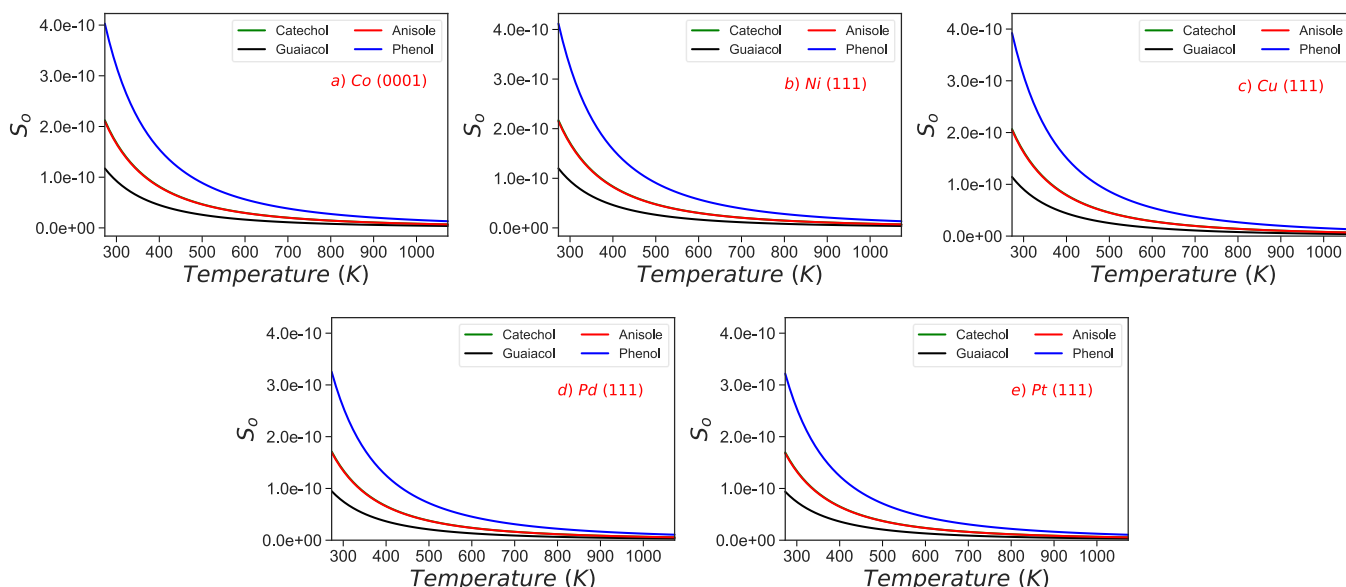 4.0e-10
3.0e-10
2.0e-10
1.0e-10
0.0e+00
S_o
Catechol Anisole
Guaiacol Phenol
a) Co (0001)
300 400 500 600 700 800 900 1000
Temperature (K)
4.0e-10
3.0e-10
2.0e-10
1.0e-10
0.0e+00
S_o
Catechol Anisole
Guaiacol Phenol
b) Ni (111)
300 400 500 600 700 800 900 1000
Temperature (K)
4.0e-10
3.0e-10
2.0e-10
1.0e-10
0.0e+00
S_o
Catechol Anisole
Guaiacol Phenol
c) Cu (111)
300 400 500 600 700 800 900 1000
Temperature (K)
4.0e-10
3.0e-10
2.0e-10
1.0e-10
0.0e+00
S_o
Catechol Anisole
Guaiacol Phenol
d) Pd (111)
300 400 500 600 700 800 900 1000
Temperature (K)
4.0e-10
3.0e-10
2.0e-10
1.0e-10
0.0e+00
S_o
Catechol Anisole
Guaiacol Phenol
e) Pt (111)
300 400 500 600 700 800 900 1000
Temperature (K)